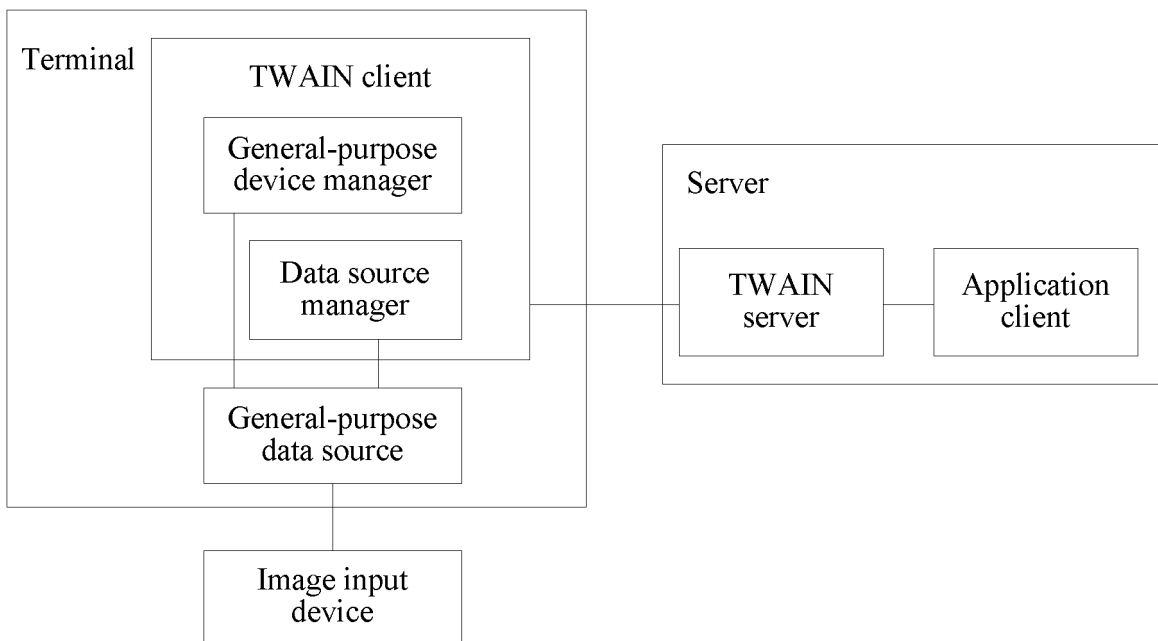 Terminal
TWAIN client
General-purpose
device manager
Data source
manager
General-purpose
data source
Image input
device
Server
TWAIN
server
Application
client